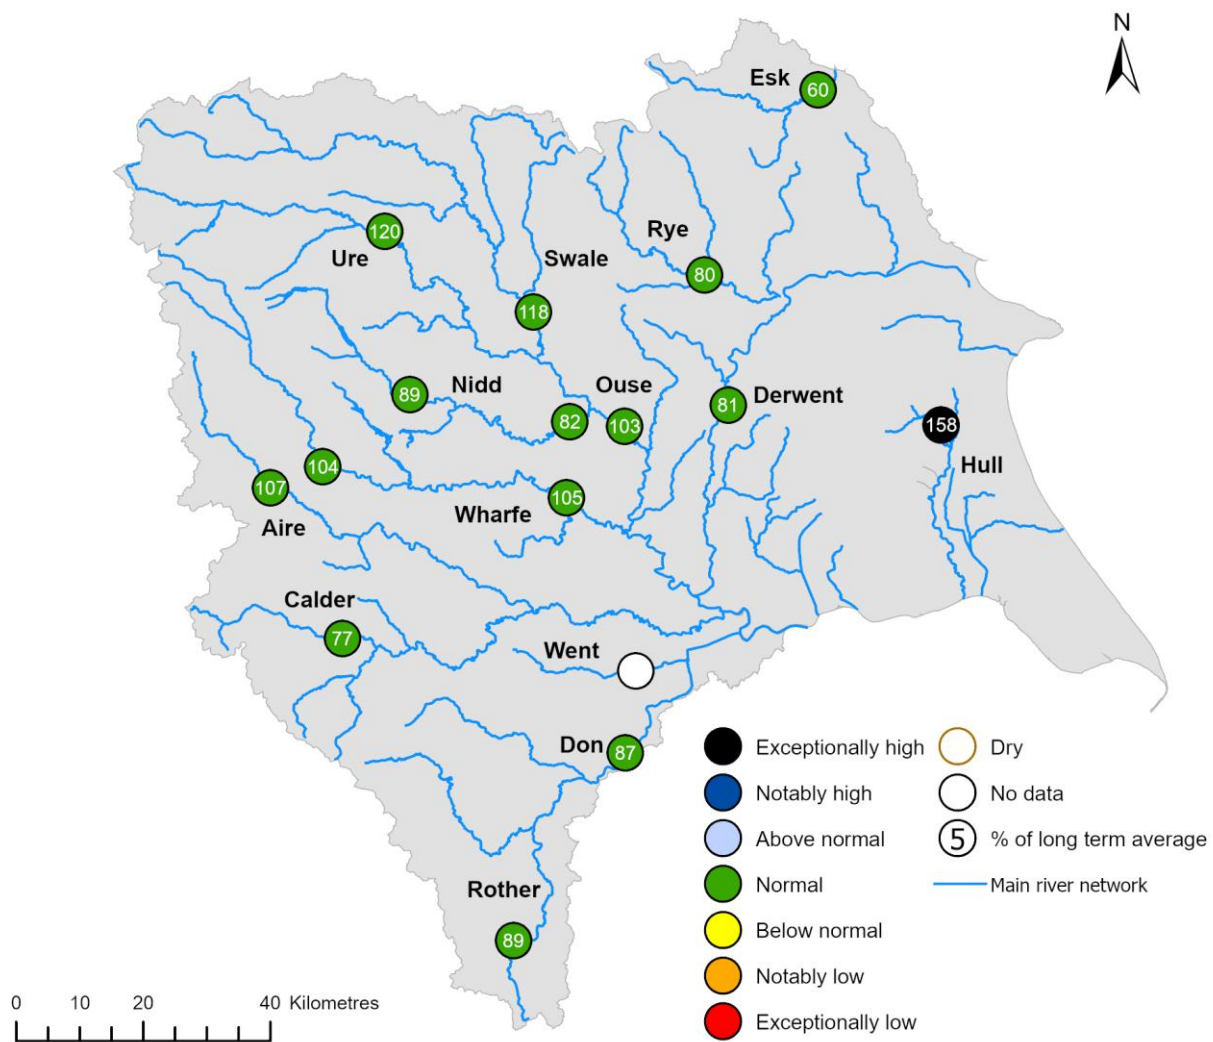 N
Esk
60
Rye
120
Ure
Swale
80
118
Nidd
Ouse
89
81
Derwent
82
103
158
Hull
104
107
Wharfe
105
Aire
Calder
77
Went
Don
87
Exceptionally high
Dry
Notably high
No data
Above normal
5
% of long term average
Normal
Main river network
Rother
Below normal
89
Notably low
Exceptionally low
0 10 20 40 Kilometres